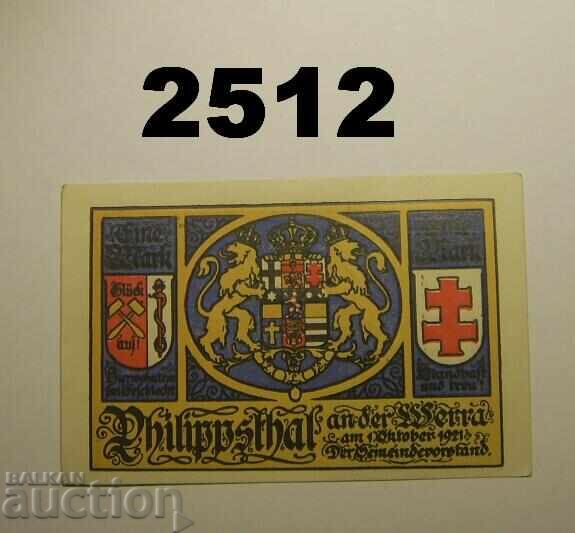 2512
Eine Mark
Eine Mark
Glück
auf!
Standhaft
und treu!
Philippsthal an der Werra
am 1. Oktober 1921
Der Gemeindevorstand.
BALKAN
auction